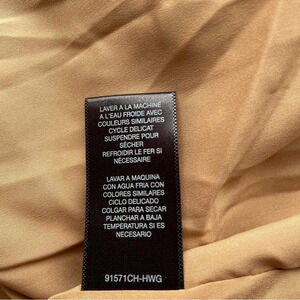 LAVER A LA MACHINE
A L'EAU FROIDE AVEC
COULEURS SIMILAIRES
CYCLE DELICAT
SUSPENDRE POUR
SÉCHER
REFROIDIR LE FER SI
NÉCESSAIRE
LAVAR A MAQUINA
CON AGUA FRIA CON
COLORES SIMILARES
CICLO DELICADO
COLGAR PARA SECAR
PLANCHAR A BAJA
TEMPERATURA SI ES
NECESARIO
91571CH-HWG